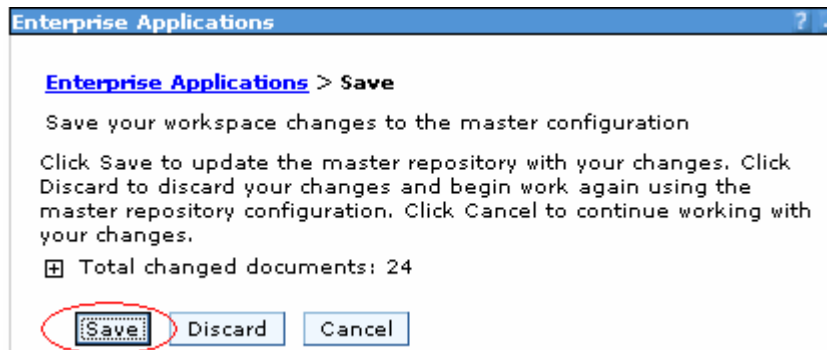 Enterprise Applications
?
Enterprise Applications > Save
Save your workspace changes to the master configuration
Click Save to update the master repository with your changes. Click
Discard to discard your changes and begin work again using the
master repository configuration. Click Cancel to continue working with
your changes.
Total changed documents: 24
Save Discard Cancel